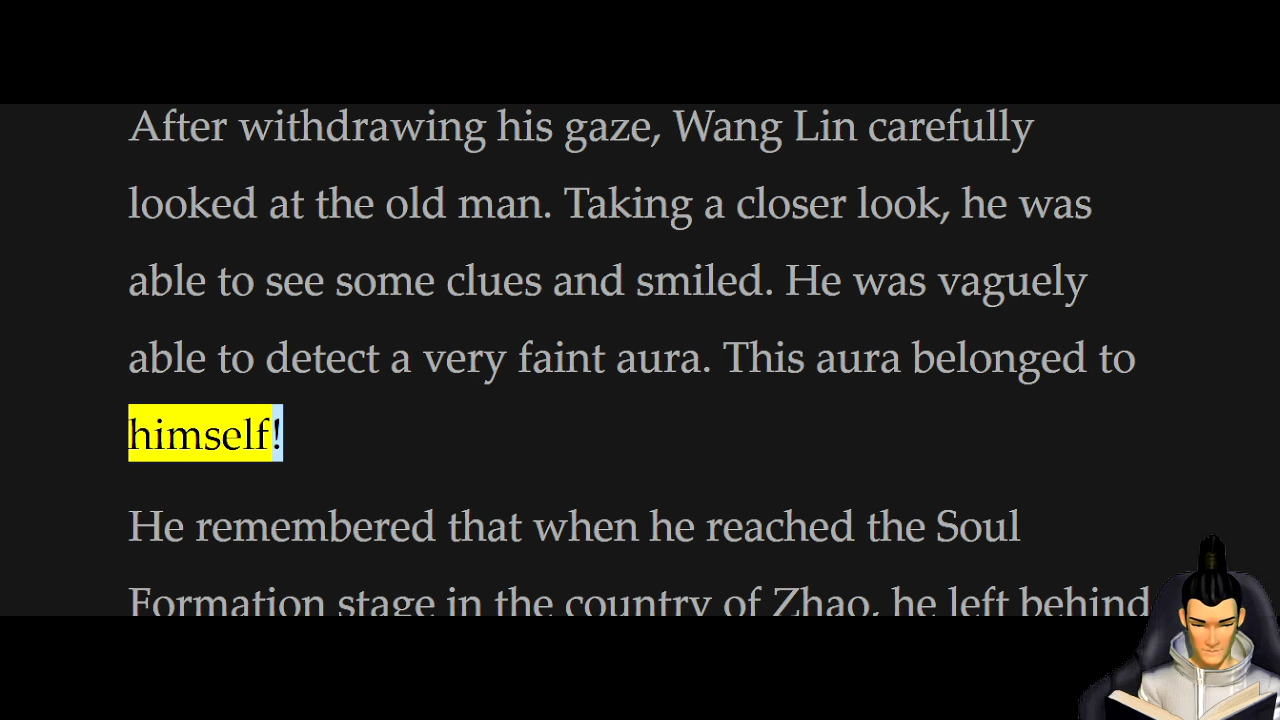 After withdrawing his gaze, Wang Lin carefully
looked at the old man. Taking a closer look, he was
able to see some clues and smiled. He was vaguely
able to detect a very faint aura. This aura belonged to
himself!
He remembered that when he reached the Soul
Formation stage in the country of Zhao, he left behind